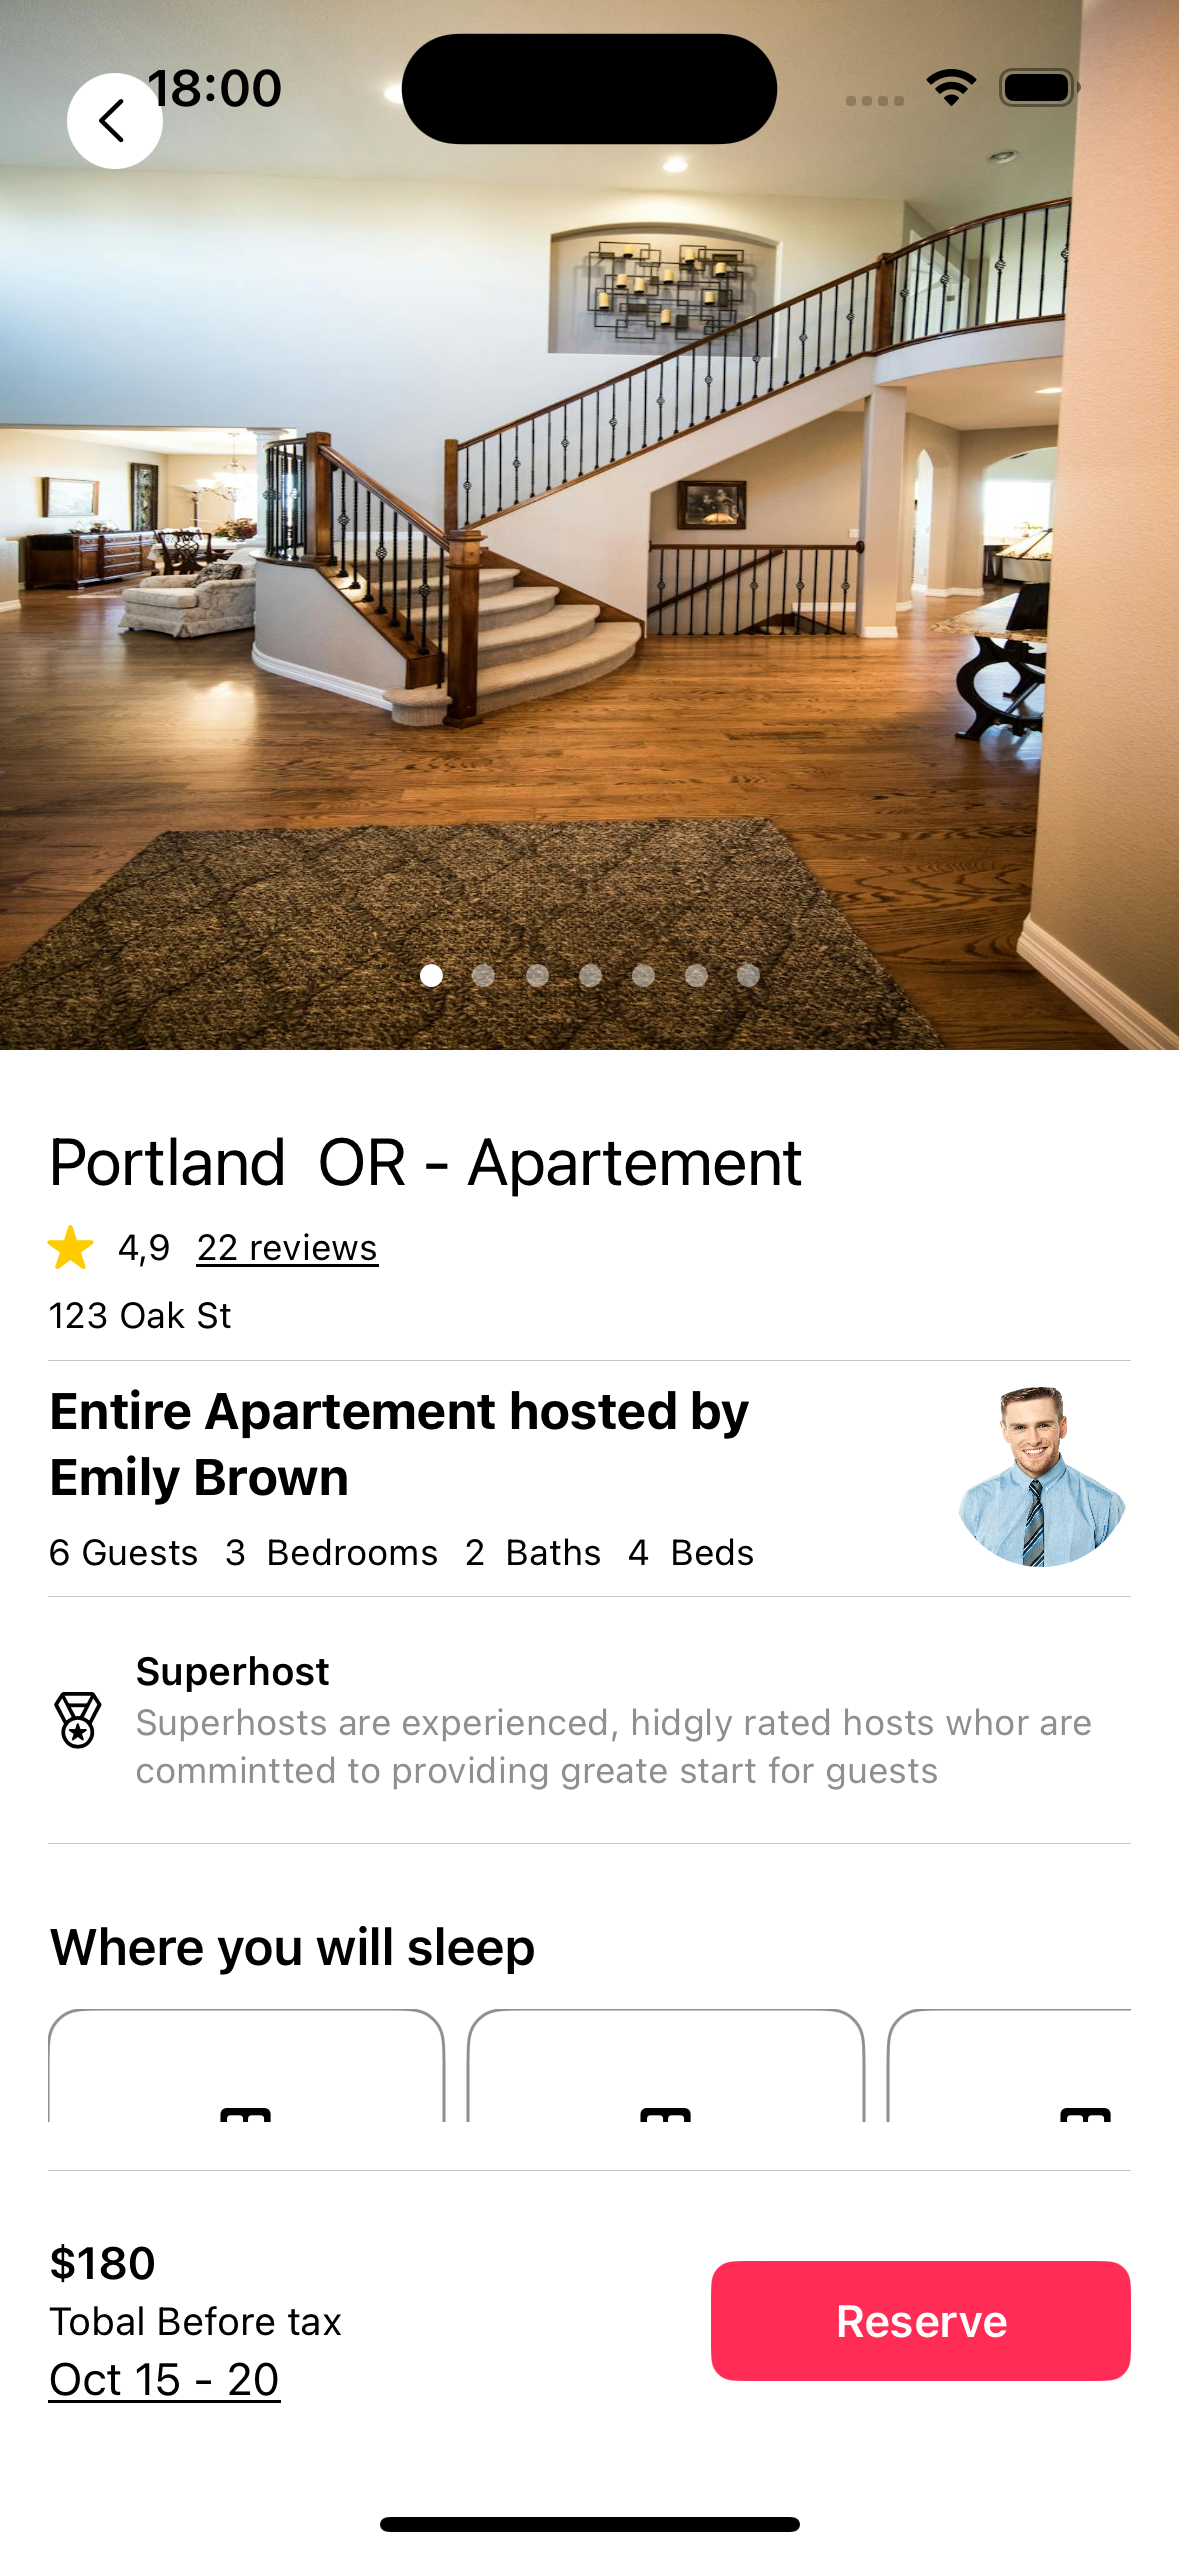 18:00
Portland  OR - Apartement
4,9 22 reviews
123 Oak St
Entire Apartement hosted by
Emily Brown
6 Guests 3 Bedrooms 2 Baths 4 Beds
Superhost
Superhosts are experienced, hidgly rated hosts whor are
commintted to providing greate start for guests
Where you will sleep
$180
Tobal Before tax
Oct 15 - 20
Reserve